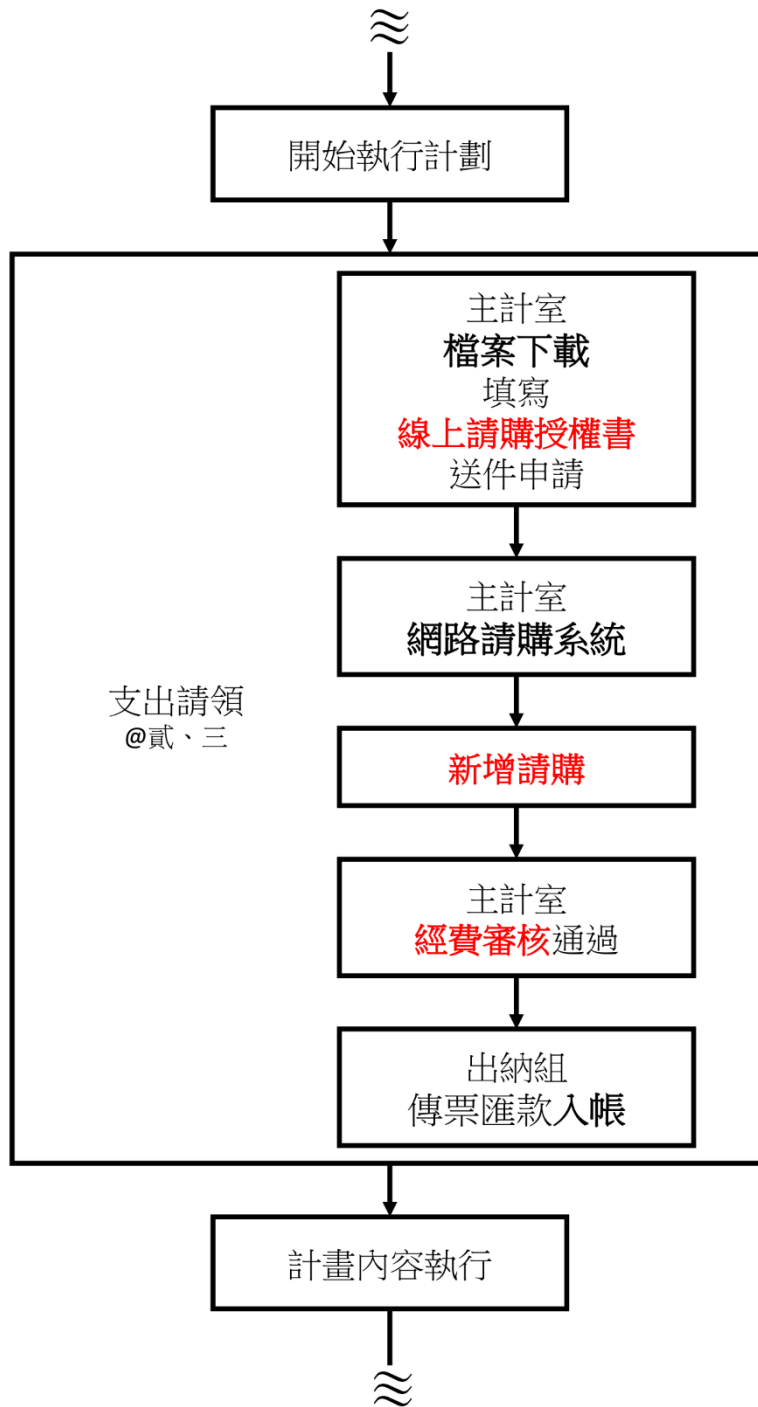 開始執行計劃
主計室
檔案下載
填寫
線上請購授權書
送件申請
主計室
網路請購系統
支出請領
@貳、三
新增請購
主計室
經費審核通過
出納組
傳票匯款入帳
計畫內容執行